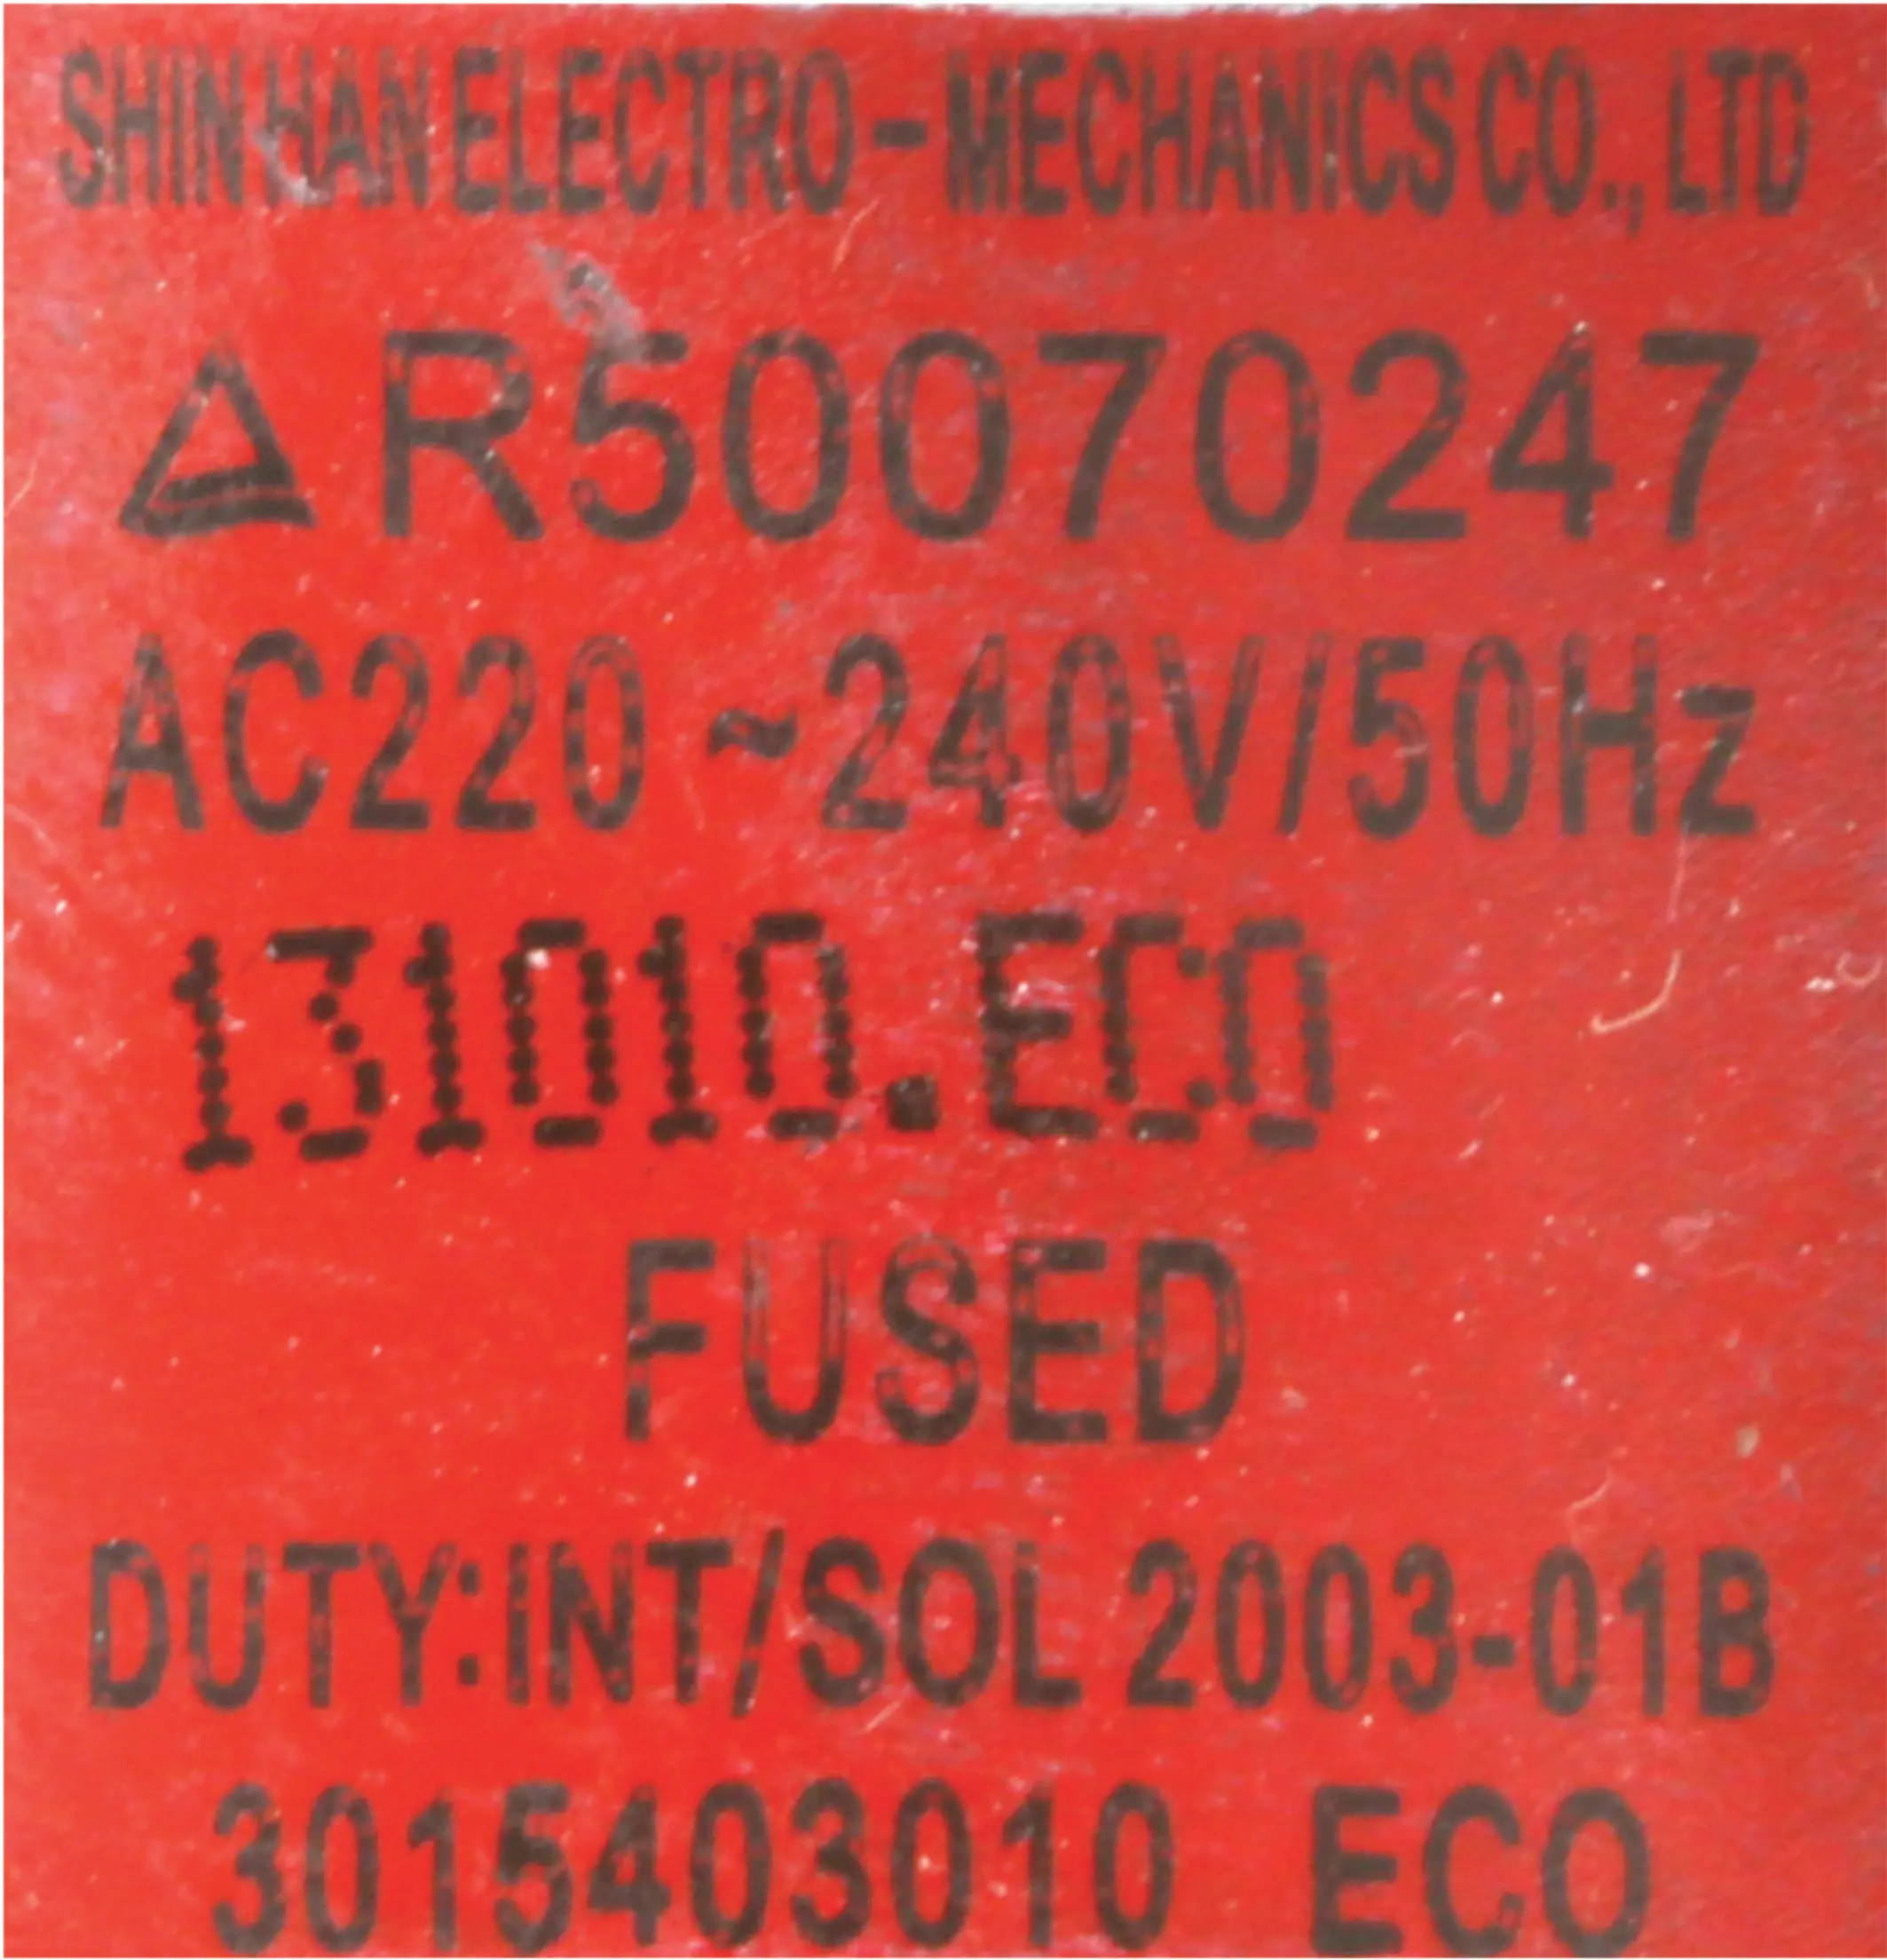 SHIN HAN ELECTRO-MECHANICS CO., LTD
R50070247
AC220~240V/50Hz
131010.ECO
FUSED
DUTY:INT/SOL 2003-01B
3015403010 ECO